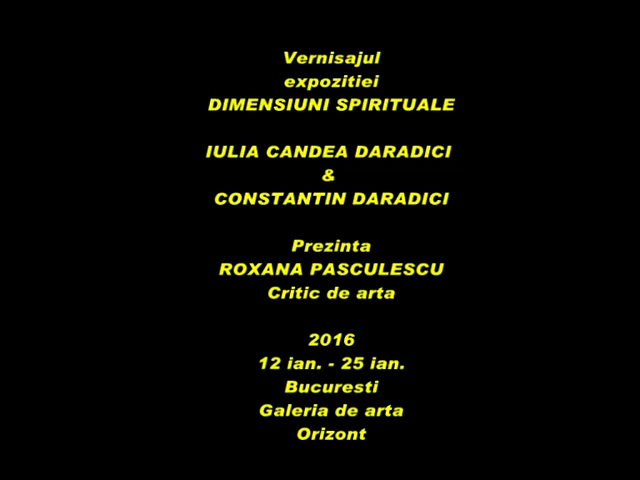 Vernisajul
expozitiei
DIMENSIUNI SPIRITUALE
IULIA CANDEA DARADICI
&
CONSTANTIN DARADICI
Prezinta
ROXANA PASCULESCU
Critic de arta
2016
12 ian. - 25 ian.
Bucuresti
Galeria de arta
Orizont